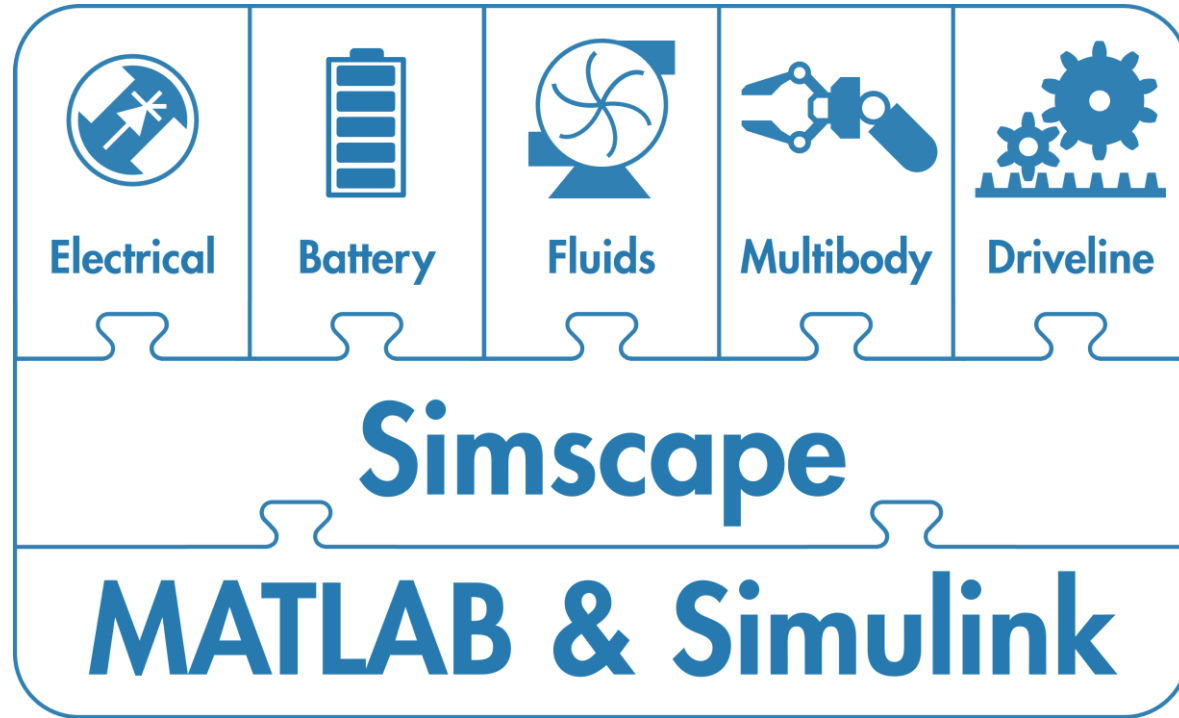 Electrical
Battery
Fluids
Multibody
Driveline
Simscape
MATLAB & Simulink